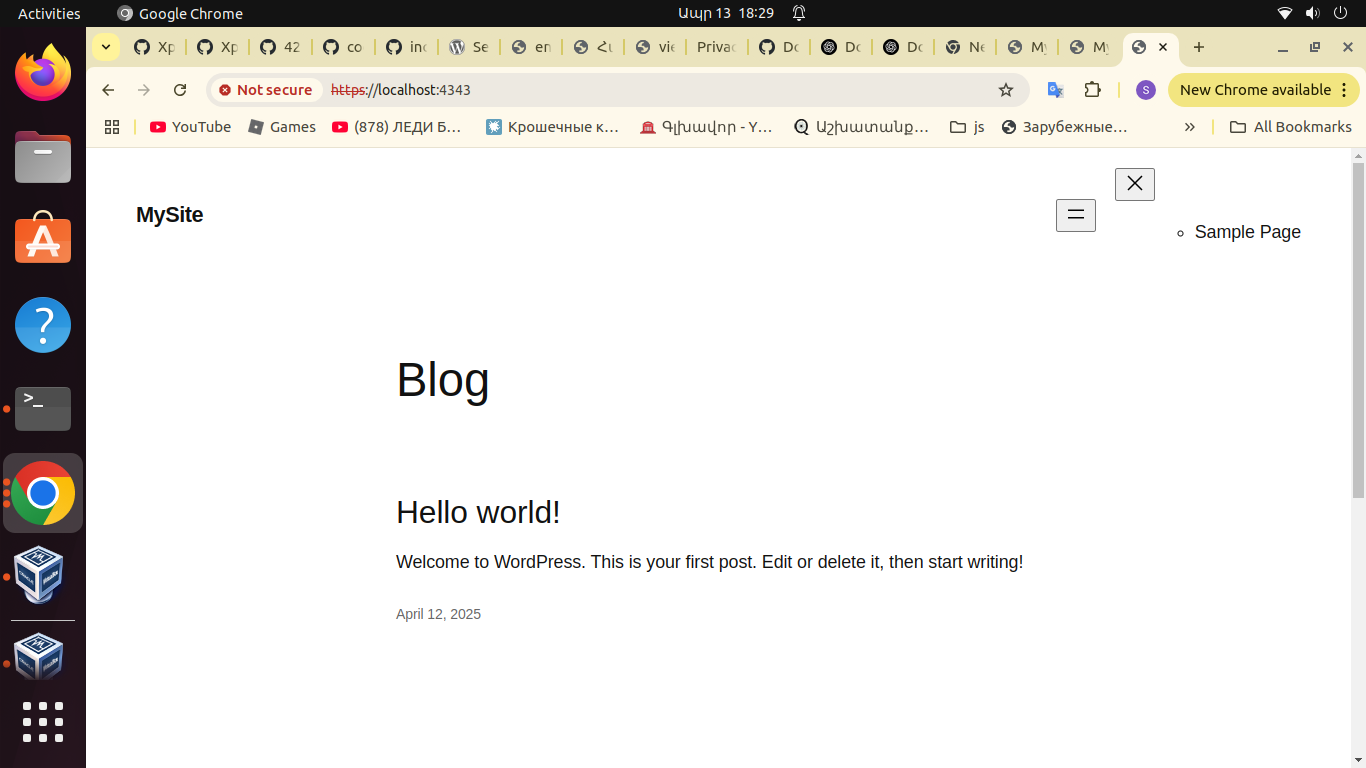 Activities
Google Chrome
Ապր 13 18:29
Xp
Xp
42
co
inc
Se
en
Հւ
vie
Privac
Dc
Dc
Dc
Ne
My
My
Not secure
https://localhost:4343
S
New Chrome available
YouTube
Games
(878) ЛЕДИ Б...
Крошечные к...
Գլխավոր - Y...
Աշխատանք...
js
Зарубежные...
All Bookmarks
MySite
Sample Page
Blog
Hello world!
Welcome to WordPress. This is your first post. Edit or delete it, then start writing!
April 12, 2025